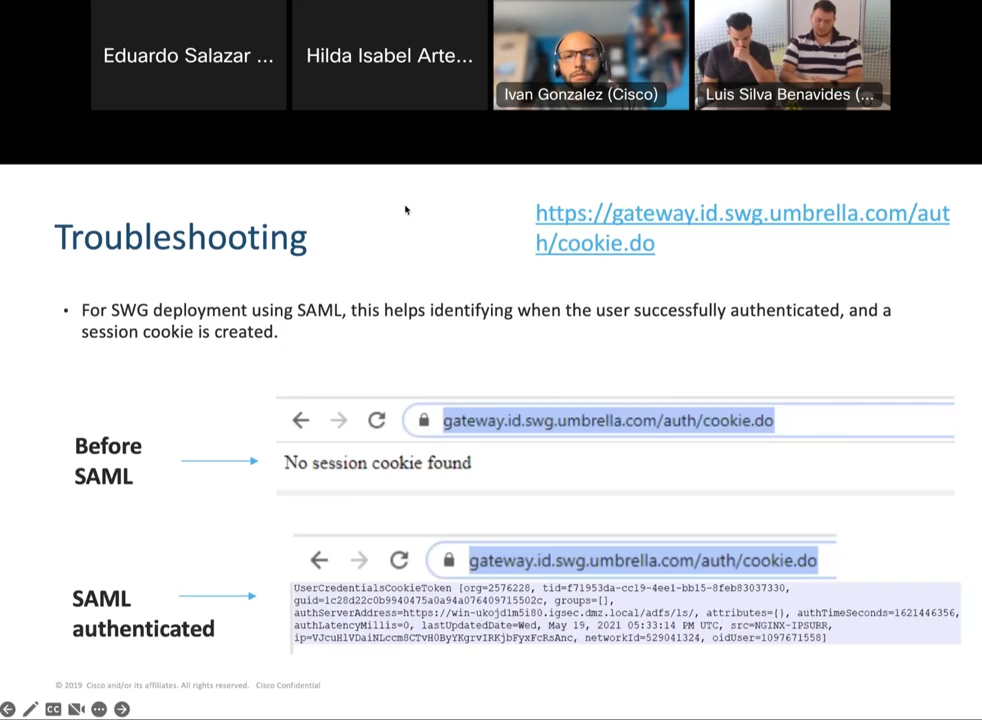 Eduardo Salazar ...
Hilda Isabel Arte...
Ivan Gonzalez (Cisco)
Luis Silva Benavides (...
Troubleshooting
https://gateway.id.swg.umbrella.com/aut
h/cookie.do
• For SWG deployment using SAML, this helps identifying when the user successfully authenticated, and a
session cookie is created.
Before
SAML
gateway.id.swg.umbrella.com/auth/cookie.do
No session cookie found
SAML
authenticated
gateway.id.swg.umbrella.com/auth/cookie.do
UserCredentialsCookieToken [org=2576228, tid=f71953da-cc19-4ee1-bb15-8feb83037330,
guid=1c28d22c0b9940475a0a94a076409715502c, groups=[],
authServerAddress=https://win-ukojd1m5i80.igsec.dmz.local/adfs/ls/, attributes={}, authTimeSeconds=1621446356,
authLatencyMillis=0, lastUpdatedDate=Wed, May 19, 2021 05:33:14 PM UTC, src=NGINX-IPSURR,
ip=VJcuHlVDaiNLccm8CTvH0ByYKgrvIRKjbFyxFcRsAnc, networkId=529041324, oidUser=1097671558]
© 2019 Cisco and/or its affiliates. All rights reserved. Cisco Confidential
CC